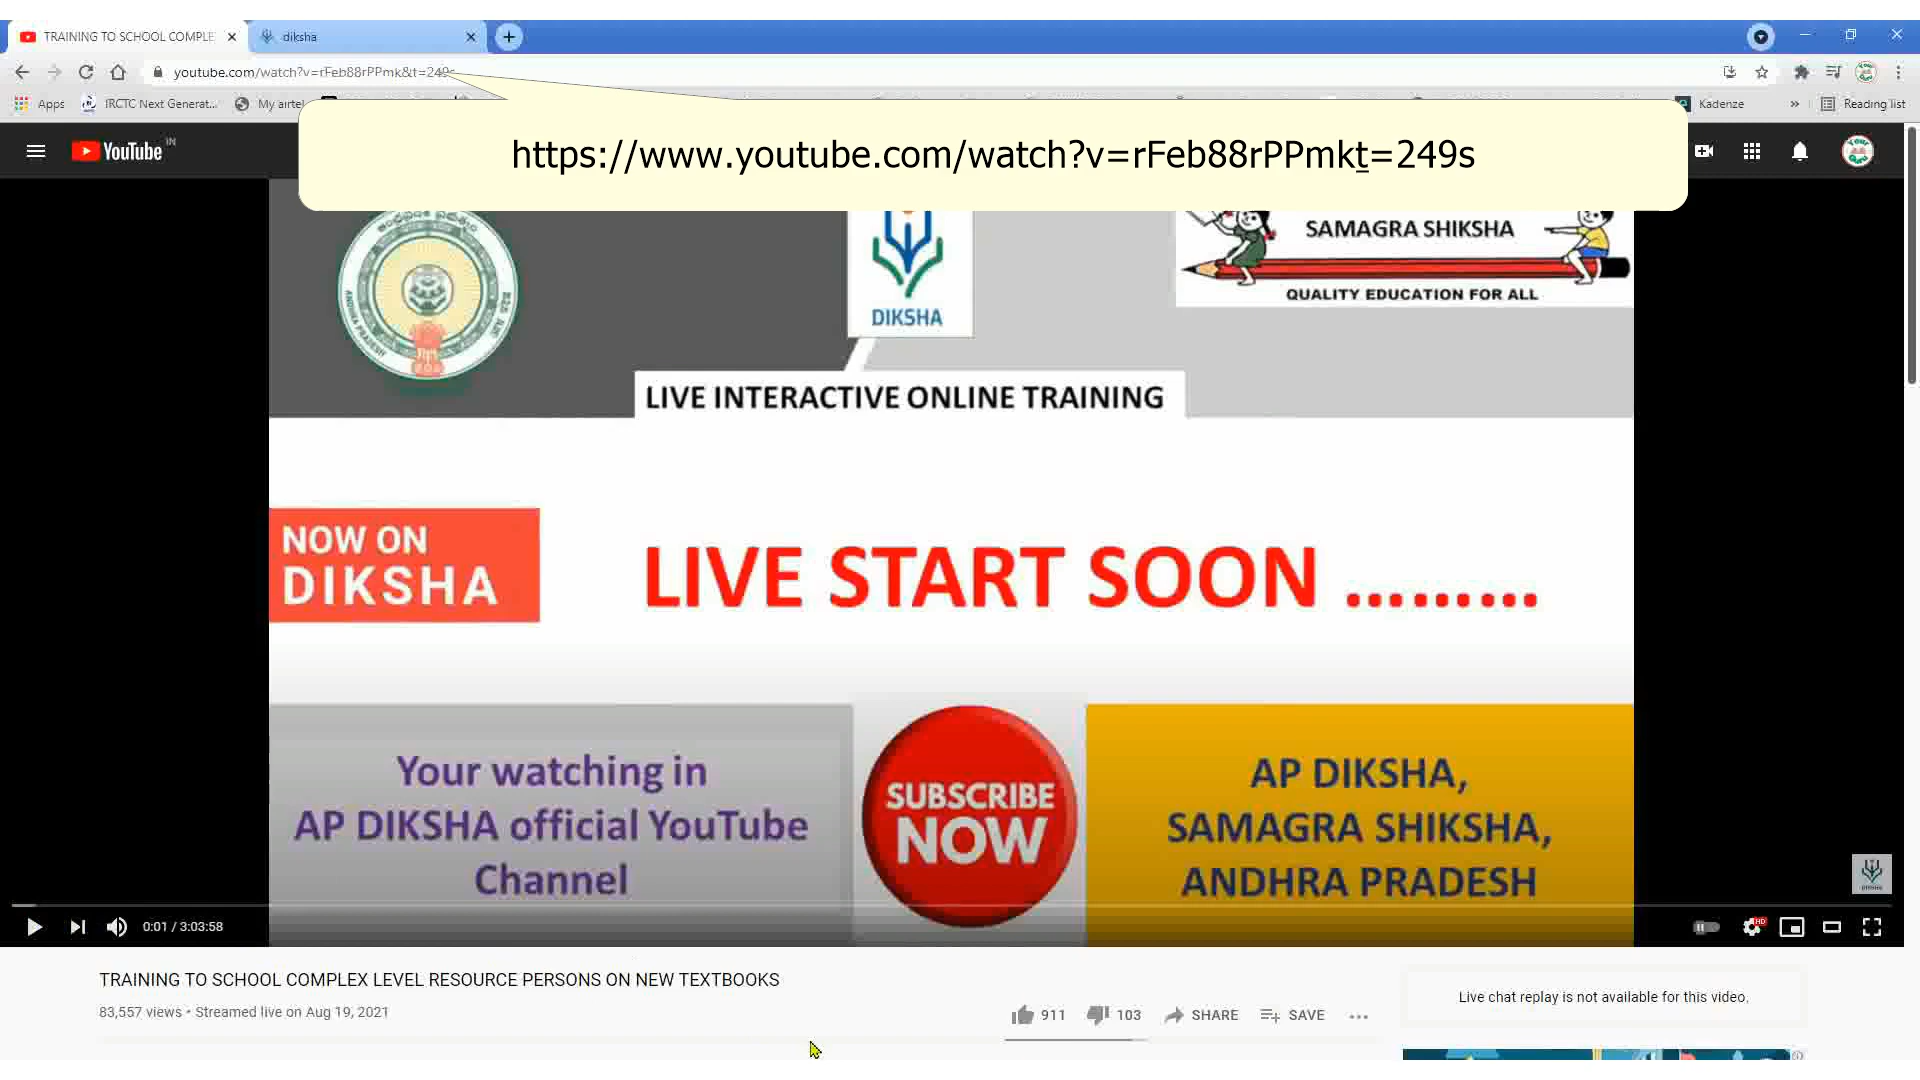 TRAINING TO SCHOOL COMPLE
diksha
youtube.com/watch?v=rFeb88rPPmk&t=249s
Apps
IRCTC Next Generat...
My airtel
Kadenze
»
Reading list
https://www.youtube.com/watch?v=rFeb88rPPmkt=249s
YouTube IN
SAMAGRA SHIKSHA
QUALITY EDUCATION FOR ALL
DIKSHA
ANDHRA PRADESH
LIVE INTERACTIVE ONLINE TRAINING
NOW ON
DIKSHA
LIVE START SOON .........
Your watching in
AP DIKSHA official YouTube
Channel
SUBSCRIBE
NOW
AP DIKSHA,
SAMAGRA SHIKSHA,
ANDHRA PRADESH
0:01 / 3:03:58
HD
TRAINING TO SCHOOL COMPLEX LEVEL RESOURCE PERSONS ON NEW TEXTBOOKS
83,557 views • Streamed live on Aug 19, 2021
911
103
SHARE
SAVE
Live chat replay is not available for this video.